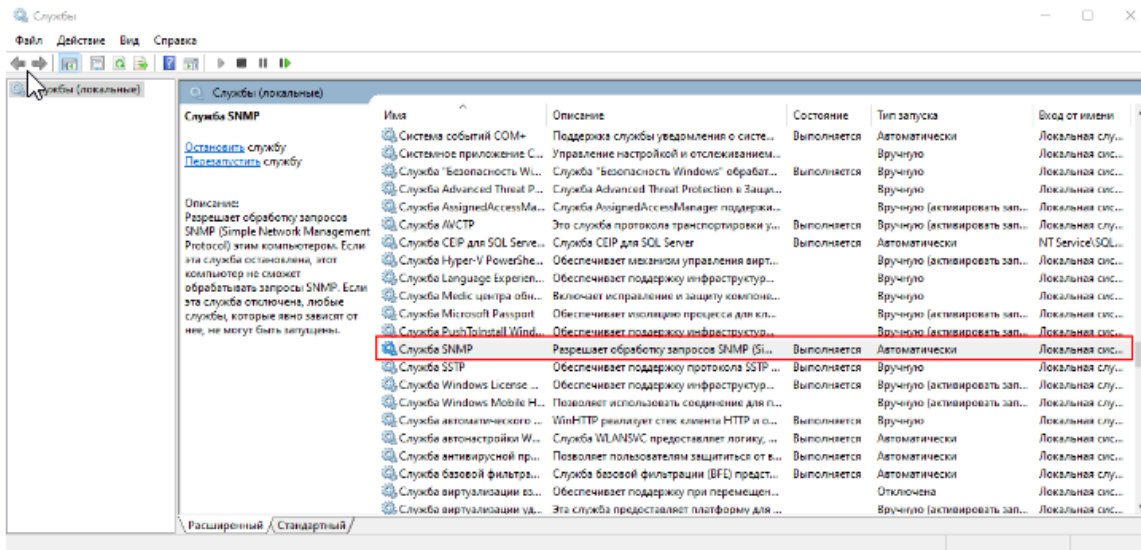 Службы
Файл Действие Вид Справка
Службы (локальные)
Службы (локальные)
Служба SNMP
Остановить службу
Перезапустить службу
Описание:
Разрешает обработку запросов
SNMP (Simple Network Management
Protocol) этим компьютером. Если
эта служба остановлена, этот
компьютер не сможет
обрабатывать запросы SNMP. Если
эта служба отключена, любые
службы, которые явно зависят от
нее, не могут быть запущены.
Имя Описание Состояние Тип запуска Вход от имени
Система событий COM+ Поддержка службы уведомления о систе... Выполняется Автоматически Локальная слу...
Системное приложение C... Управление настройкой и отслеживанием... Вручную Локальная сис...
Служба "Безопасность Wi... Служба "Безопасность Windows" обрабат... Выполняется Вручную Локальная сис...
Служба Advanced Threat P... Служба Advanced Threat Protection в Защи... Вручную Локальная сис...
Служба AssignedAccessMa... Служба AssignedAccessManager поддержи... Вручную (активировать зап... Локальная сис...
Служба AVCTP Это служба протокола транспортировки у... Выполняется Вручную (активировать зап... Локальная слу...
Служба CEIP для SQL Serve... Служба CEIP для SQL Server Выполняется Автоматически NT Service\SQL...
Служба Hyper-V PowerShe... Обеспечивает механизм управления вирт... Вручную (активировать зап... Локальная сис...
Служба Language Experien... Обеспечивает поддержку инфраструктур... Вручную Локальная сис...
Служба Medic центра обн... Включает исправление и защиту компоне... Вручную Локальная сис...
Служба Microsoft Passport Обеспечивает изоляцию процесса для кл... Вручную (активировать зап... Локальная сис...
Служба PushToInstall Wind... Обеспечивает поддержку инфраструктур... Вручную (активировать зап... Локальная сис...
Служба SNMP Разрешает обработку запросов SNMP (Si... Выполняется Автоматически Локальная сис...
Служба SSTP Обеспечивает поддержку протокола SSTP ... Выполняется Вручную Локальная слу...
Служба Windows License ... Обеспечивает поддержку инфраструктур... Выполняется Вручную (активировать зап... Локальная слу...
Служба Windows Mobile H... Позволяет использовать соединение для п... Вручную (активировать зап... Локальная слу...
Служба автоматического ... WinHTTP реализует стек клиента HTTP и о... Выполняется Вручную Локальная слу...
Служба автонастройки W... Служба WLANSVC предоставляет логику, ... Выполняется Автоматически Локальная сис...
Служба антивирусной пр... Позволяет пользователям защититься от в... Выполняется Автоматически Локальная сис...
Служба базовой фильтра... Служба базовой фильтрации (BFE) предст... Выполняется Автоматически Локальная слу...
Служба виртуализации вз... Обеспечивает поддержку при перемещен... Отключена Локальная сис...
Служба виртуализации уд... Эта служба предоставляет платформу для ... Вручную (активировать зап... Локальная сис...
Расширенный Стандартный